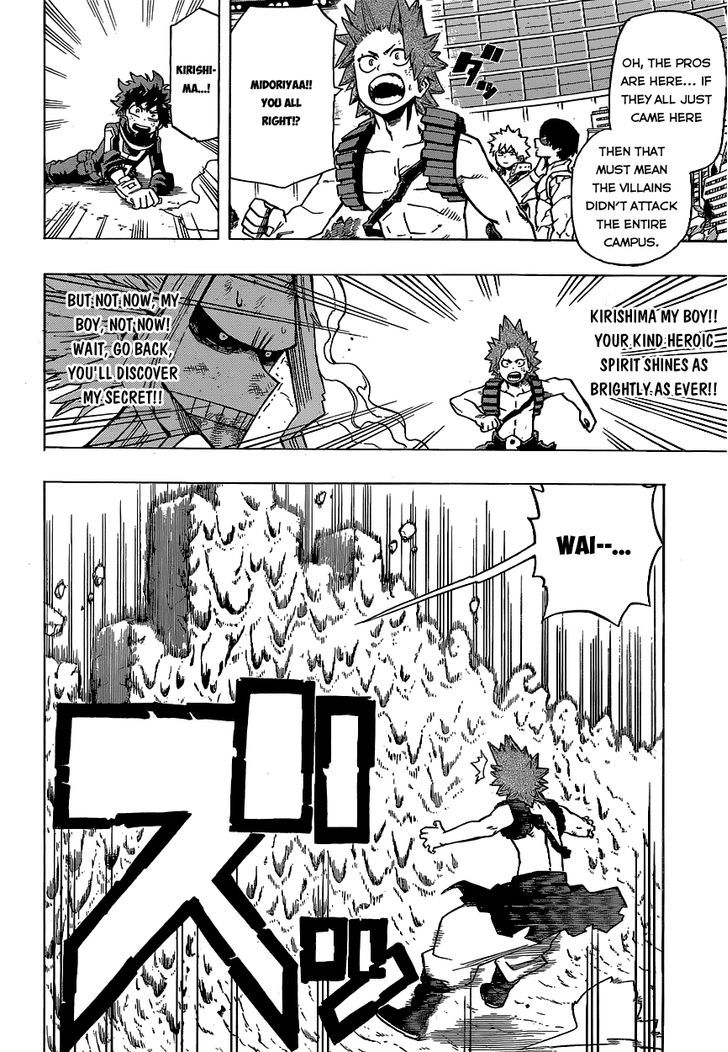 OH, THE PROS
ARE HERE... IF
THEY ALL JUST
CAME HERE
THEN THAT
MUST MEAN
THE VILLAINS
DIDN'T ATTACK
THE ENTIRE
CAMPUS.
ダッ
MIDORIYAA!!
YOU ALL
RIGHT!?
KIRISHI-
MA...!
KIRISHIMA MY BOY!!
YOUR KIND HEROIC
SPIRIT SHINES AS
BRIGHTLY AS EVER!!
BUT NOT NOW, MY
BOY, NOT NOW!
WAIT, GO BACK,
YOU'LL DISCOVER
MY SECRET!!
WAI--...
ズズッ